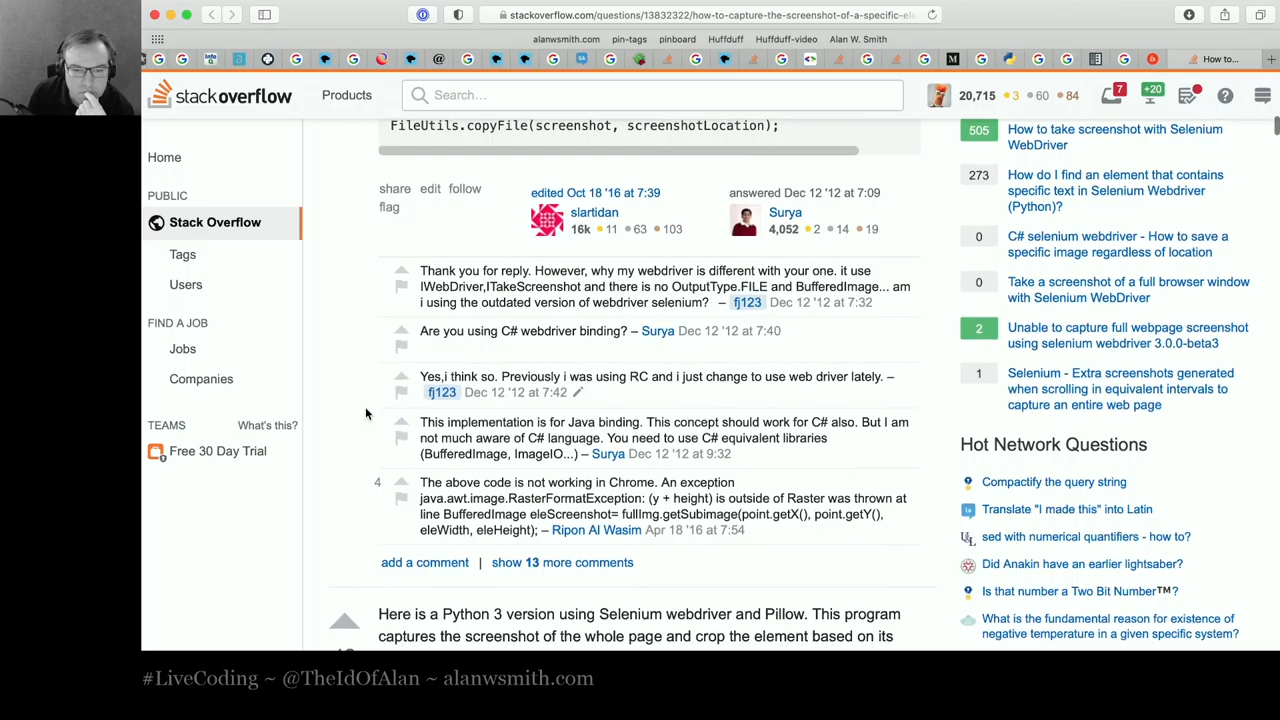 stackoverflow.com/questions/13832322/how-to-capture-the-screenshot-of-a-specific-ele
alanwsmith.com pin-tags pinboard Huffduff Huffduff-video Alan W. Smith
How to...
stackoverflow Products Search... 20,715 3 60 84 7 +20
Home
PUBLIC
Stack Overflow
Tags
Users
FIND A JOB
Jobs
Companies
TEAMS What's this?
Free 30 Day Trial
FileUtils.copyFile(screenshot, screenshotLocation);
share edit follow
flag
edited Oct 18 '16 at 7:39
slartidan
16k 11 63 103
answered Dec 12 '12 at 7:09
Surya
4,052 2 14 19
Thank you for reply. However, why my webdriver is different with your one. it use
IWebDriver,ITakeScreenshot and there is no OutputType.FILE and BufferedImage... am
i using the outdated version of webdriver selenium? – fj123 Dec 12 '12 at 7:32
Are you using C# webdriver binding? – Surya Dec 12 '12 at 7:40
Yes,i think so. Previously i was using RC and i just change to use web driver lately. –
fj123 Dec 12 '12 at 7:42
This implementation is for Java binding. This concept should work for C# also. But I am
not much aware of C# language. You need to use C# equivalent libraries
(BufferedImage, ImageIO...) – Surya Dec 12 '12 at 9:32
4 The above code is not working in Chrome. An exception
java.awt.image.RasterFormatException: (y + height) is outside of Raster was thrown at
line BufferedImage eleScreenshot= fullImg.getSubimage(point.getX(), point.getY(),
eleWidth, eleHeight); – Ripon Al Wasim Apr 18 '16 at 7:54
add a comment | show 13 more comments
Here is a Python 3 version using Selenium webdriver and Pillow. This program
captures the screenshot of the whole page and crop the element based on its
505 How to take screenshot with Selenium
WebDriver
273 How do I find an element that contains
specific text in Selenium Webdriver
(Python)?
0 C# selenium webdriver - How to save a
specific image regardless of location
0 Take a screenshot of a full browser window
with Selenium WebDriver
2 Unable to capture full webpage screenshot
using selenium webdriver 3.0.0-beta3
1 Selenium - Extra screenshots generated
when scrolling in equivalent intervals to
capture an entire web page
Hot Network Questions
Compactify the query string
Translate "I made this" into Latin
sed with numerical quantifiers - how to?
Did Anakin have an earlier lightsaber?
Is that number a Two Bit Number™?
What is the fundamental reason for existence of
negative temperature in a given specific system?
#LiveCoding ~ @TheIdOfAlan ~ alanwsmith.com